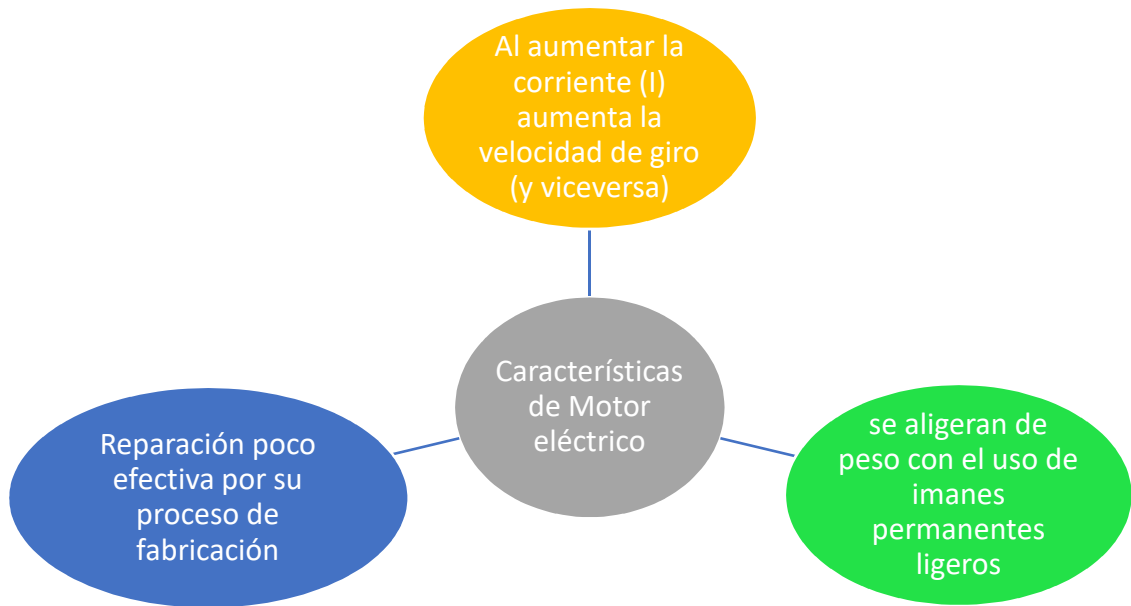 Al aumentar la
corriente (I)
aumenta la
velocidad de giro
(y viceversa)
Característícas
de Motor
eléctrico
Reparación poco
efectiva por su
proceso de
fabricación
se aligeran de
peso con el uso de
imanes
permanentes
ligeros